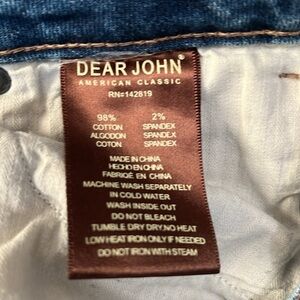 DEAR JOHN®
AMERICAN CLASSIC
RN#142819
98% 2%
COTTON SPANDEX
ALGODON SPANDEX
COTON SPANDEX
MADE IN CHINA
HECHO EN CHINA
FABRIQUÉ EN CHINA
MACHINE WASH SEPARATELY
IN COLD WATER
WASH INSIDE OUT
DO NOT BLEACH
TUMBLE DRY DRY, NO HEAT
LOW HEAT IRON ONLY IF NEEDED
DO NOT IRON WITH STEAM